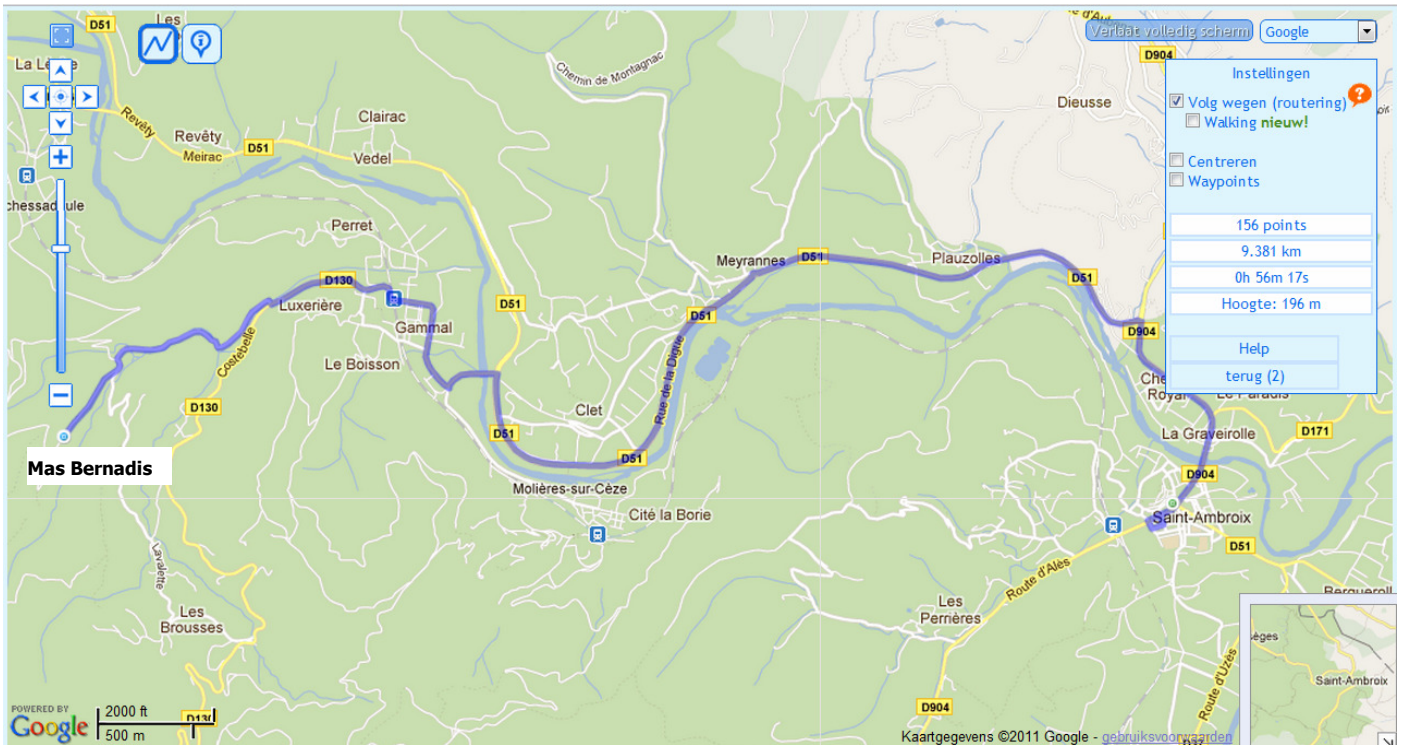 D51
Les
Verlaat volledig scherm
Google
D904
Instellingen
Volg wegen (routering)
?
Walking nieuw!
Centreren
Waypoints
156 points
9.381 km
0h 56m 17s
Hoogte: 196 m
Help
terug (2)
Chemin de Montagnac
Dieusse
Clairac
Revêty
Revêty
Meirac
D51
Vedel
Perret
D130
Luxerière
Gammal
D51
Meyrannes
D51
Plauzolles
D51
D51
D904
Costebelle
Le Boisson
Rue de la Digue
Clet
D130
D51
D51
Royal
La Graveirolle
D171
Mas Bernadis
D904
Molières-sur-Cèze
Cité la Borie
Saint-Ambroix
D51
Route d'Alès
Lavalette
Les
Brousses
Les
Perrières
Saint-Ambroix
Route d'Uzès
D904
POWERED BY
Google
2000 ft
500 m
Kaartgegevens ©2011 Google - gebruiksvoorwaarden